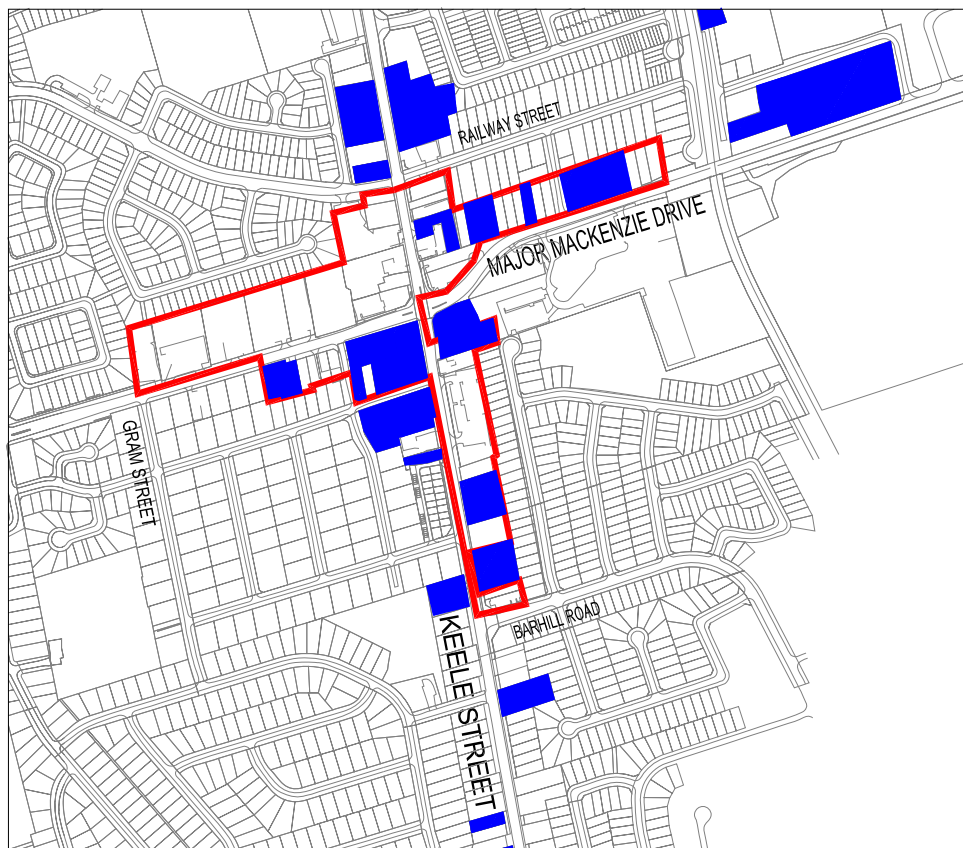 RAILWAY STREET
MAJOR MACKENZIE DRIVE
GRAM STREET
BARHILL ROAD
KEELE STREET